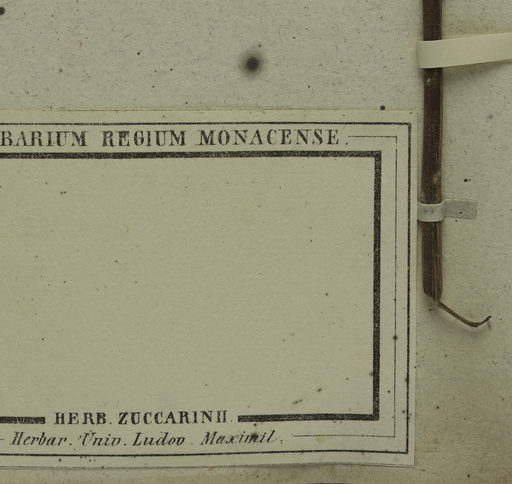 BARIUM REGIUM MONACENSE.
HERB. ZUCCARINII.
Herbar. Univ. Ludov. Maximil.